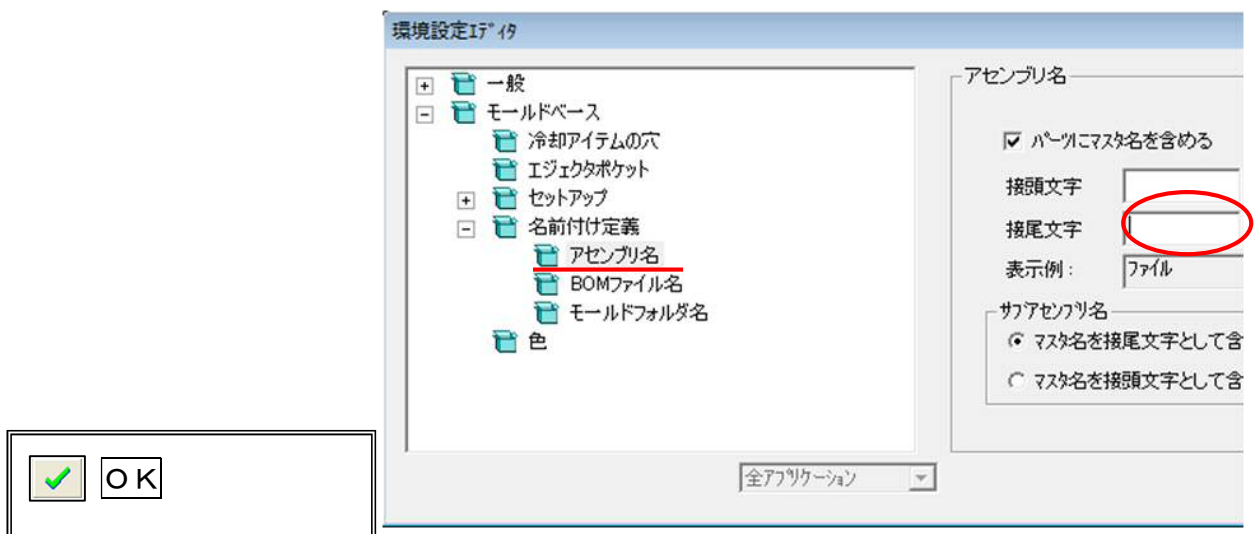 環境設定エディタ
一般
モールドベース
冷却アイテムの穴
エジェクタポケット
セットアップ
名前付け定義
アセンブリ名
BOMファイル名
モールドフォルダ名
色
アセンブリ名
パーツにマスタ名を含める
接頭文字
接尾文字
表示例：
ファイル
サブアセンブリ名
マスタ名を接尾文字として含
マスタ名を接頭文字として含
全アプリケーション
ＯＫ